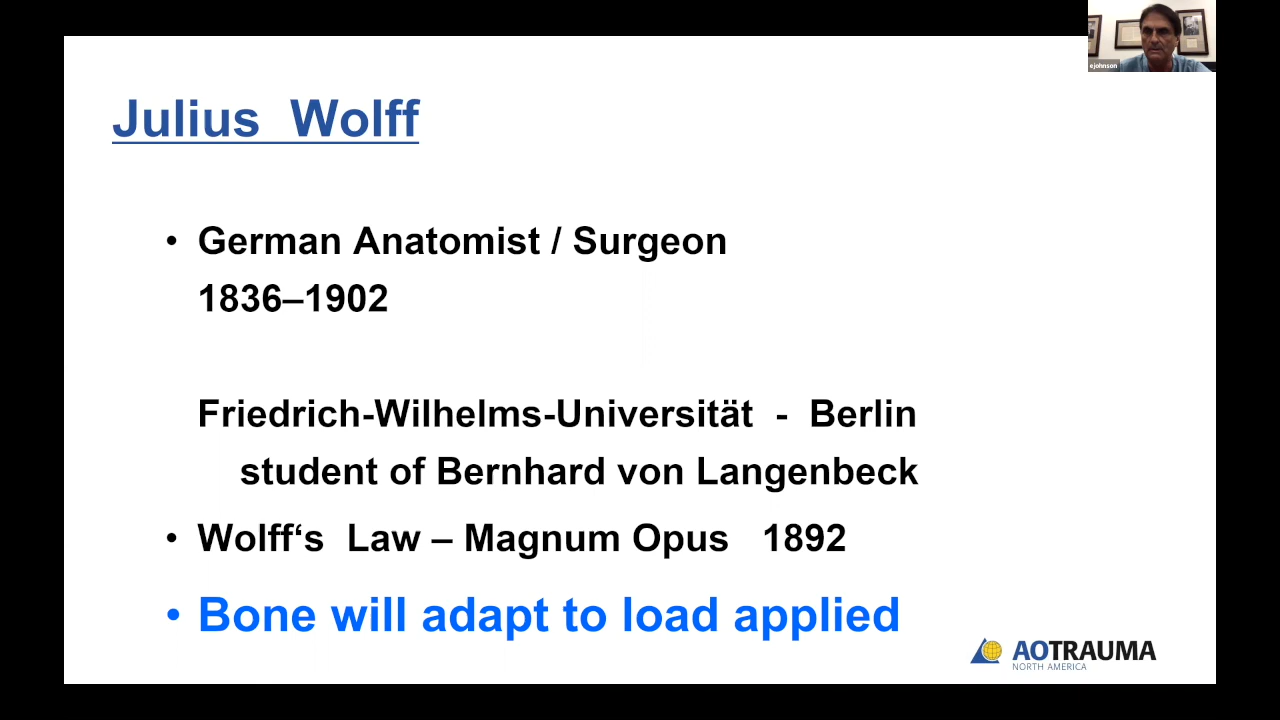 ejohnson
Julius Wolff
• German Anatomist / Surgeon
1836–1902
Friedrich-Wilhelms-Universität - Berlin
student of Bernhard von Langenbeck
• Wolff‘s Law – Magnum Opus 1892
• Bone will adapt to load applied
AOTRAUMA
NORTH AMERICA